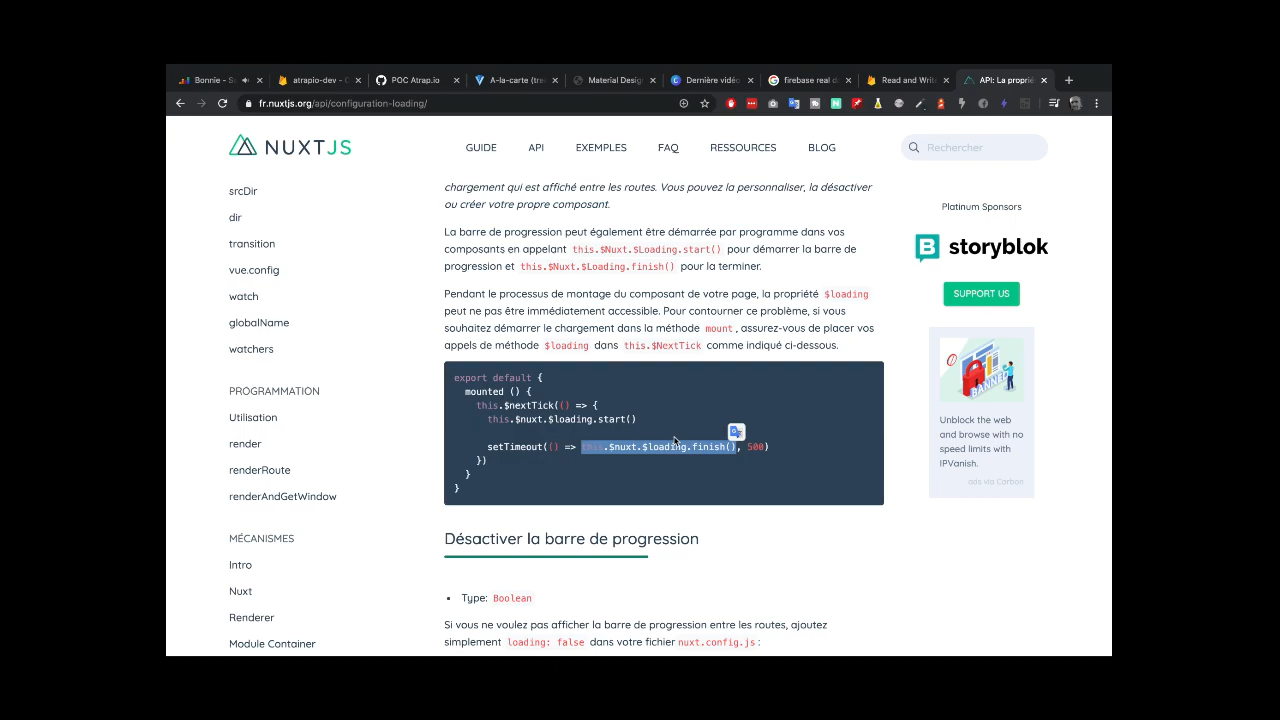 Bonnie - S
atrapio-dev - C
POC Atrap.io
A-la-carte (tre
Material Desig
Dernière vidéo
firebase real d
Read and Write
API: La propri
fr.nuxtjs.org/api/configuration-loading/
NUXTJS
GUIDE
API
EXEMPLES
FAQ
RESSOURCES
BLOG
Rechercher
srcDir
dir
transition
vue.config
watch
globalName
watchers
PROGRAMMATION
Utilisation
render
renderRoute
renderAndGetWindow
MÉCANISMES
Intro
Nuxt
Renderer
Module Container
chargement qui est affiché entre les routes. Vous pouvez la personnaliser, la désactiver
ou créer votre propre composant.
La barre de progression peut également être démarrée par programme dans vos
composants en appelant this.$Nuxt.$Loading.start() pour démarrer la barre de
progression et this.$Nuxt.$Loading.finish() pour la terminer.
Pendant le processus de montage du composant de votre page, la propriété $loading
peut ne pas être immédiatement accessible. Pour contourner ce problème, si vous
souhaitez démarrer le chargement dans la méthode mount , assurez-vous de placer vos
appels de méthode $loading dans this.$NextTick comme indiqué ci-dessous.
export default {
mounted () {
this.$nextTick(() => {
this.$nuxt.$loading.start()
setTimeout(() => this.$nuxt.$loading.finish(), 500)
})
}
}
Désactiver la barre de progression
Type: Boolean
Si vous ne voulez pas afficher la barre de progression entre les routes, ajoutez
simplement loading: false dans votre fichier nuxt.config.js :
Platinum Sponsors
storyblok
SUPPORT US
BANNED
Unblock the web
and browse with no
speed limits with
IPVanish.
ads via Carbon